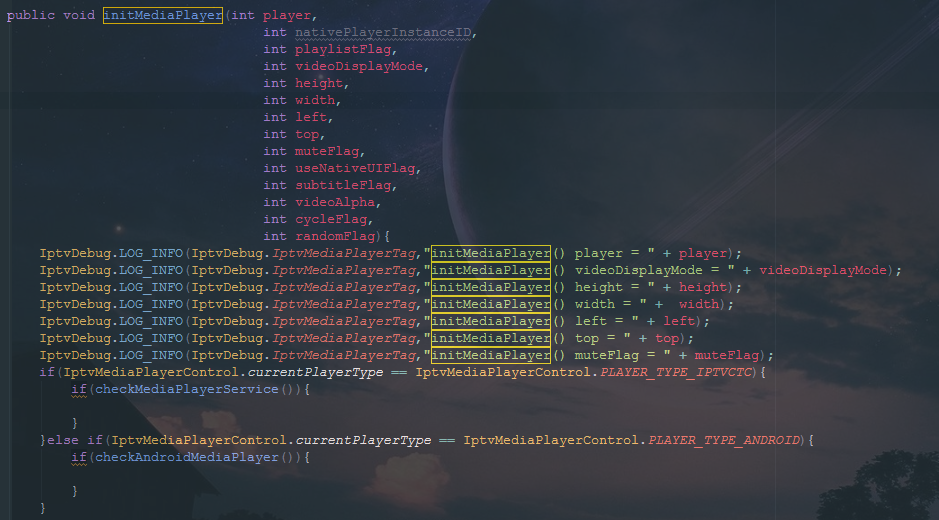 public void initMediaPlayer(int player,
int nativePlayerInstanceID,
int playlistFlag,
int videoDisplayMode,
int height,
int width,
int left,
int top,
int muteFlag,
int useNativeUIFlag,
int subtitleFlag,
int videoAlpha,
int cycleFlag,
int randomFlag){
IptvDebug.LOG_INFO(IptvDebug.IptvMediaPlayerTag,"initMediaPlayer() player = " + player);
IptvDebug.LOG_INFO(IptvDebug.IptvMediaPlayerTag,"initMediaPlayer() videoDisplayMode = " + videoDisplayMode);
IptvDebug.LOG_INFO(IptvDebug.IptvMediaPlayerTag,"initMediaPlayer() height = " + height);
IptvDebug.LOG_INFO(IptvDebug.IptvMediaPlayerTag,"initMediaPlayer() width = " +  width);
IptvDebug.LOG_INFO(IptvDebug.IptvMediaPlayerTag,"initMediaPlayer() left = " + left);
IptvDebug.LOG_INFO(IptvDebug.IptvMediaPlayerTag,"initMediaPlayer() top = " + top);
IptvDebug.LOG_INFO(IptvDebug.IptvMediaPlayerTag,"initMediaPlayer() muteFlag = " + muteFlag);
if(IptvMediaPlayerControl.currentPlayerType == IptvMediaPlayerControl.PLAYER_TYPE_IPTVCTC){
if(checkMediaPlayerService()){
}
}else if(IptvMediaPlayerControl.currentPlayerType == IptvMediaPlayerControl.PLAYER_TYPE_ANDROID){
if(checkAndroidMediaPlayer()){
}
}